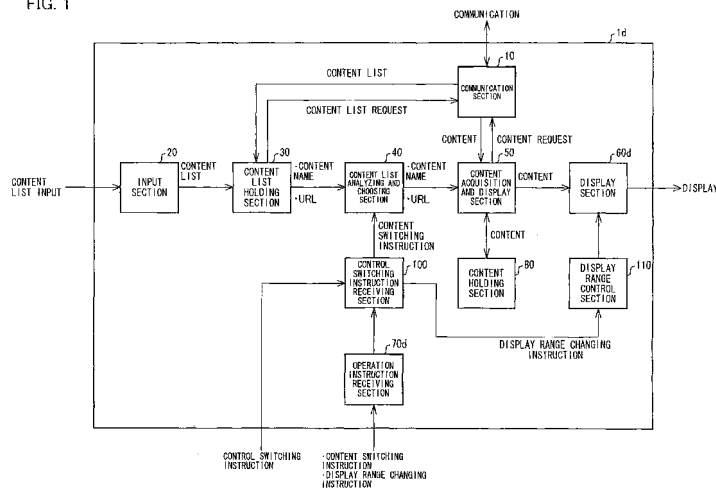 FIG. 1
COMMUNICATION
1d
10
COMMUNICATION
SECTION
CONTENT LIST
CONTENT LIST REQUEST
CONTENT
CONTENT REQUEST
20
INPUT
SECTION
CONTENT
LIST INPUT
CONTENT
LIST
30
CONTENT
LIST
HOLDING
SECTION
·CONTENT
NAME
·URL
40
CONTENT LIST
ANALYZING AND
CHOOSING
SECTION
·CONTENT
NAME
·URL
50
CONTENT
ACQUISITION
AND DISPLAY
SECTION
CONTENT
60d
DISPLAY
SECTION
DISPLAY
CONTENT
SWITCHING
INSTRUCTION
CONTENT
100
CONTROL
SWITCHING
INSTRUCTION
RECEIVING
SECTION
80
CONTENT
HOLDING
SECTION
110
DISPLAY
RANGE
CONTROL
SECTION
DISPLAY RANGE CHANGING
INSTRUCTION
70d
OPERATION
INSTRUCTION
RECEIVING
SECTION
CONTROL SWITCHING
INSTRUCTION
·CONTENT SWITCHING
INSTRUCTION
·DISPLAY RANGE CHANGING
INSTRUCTION